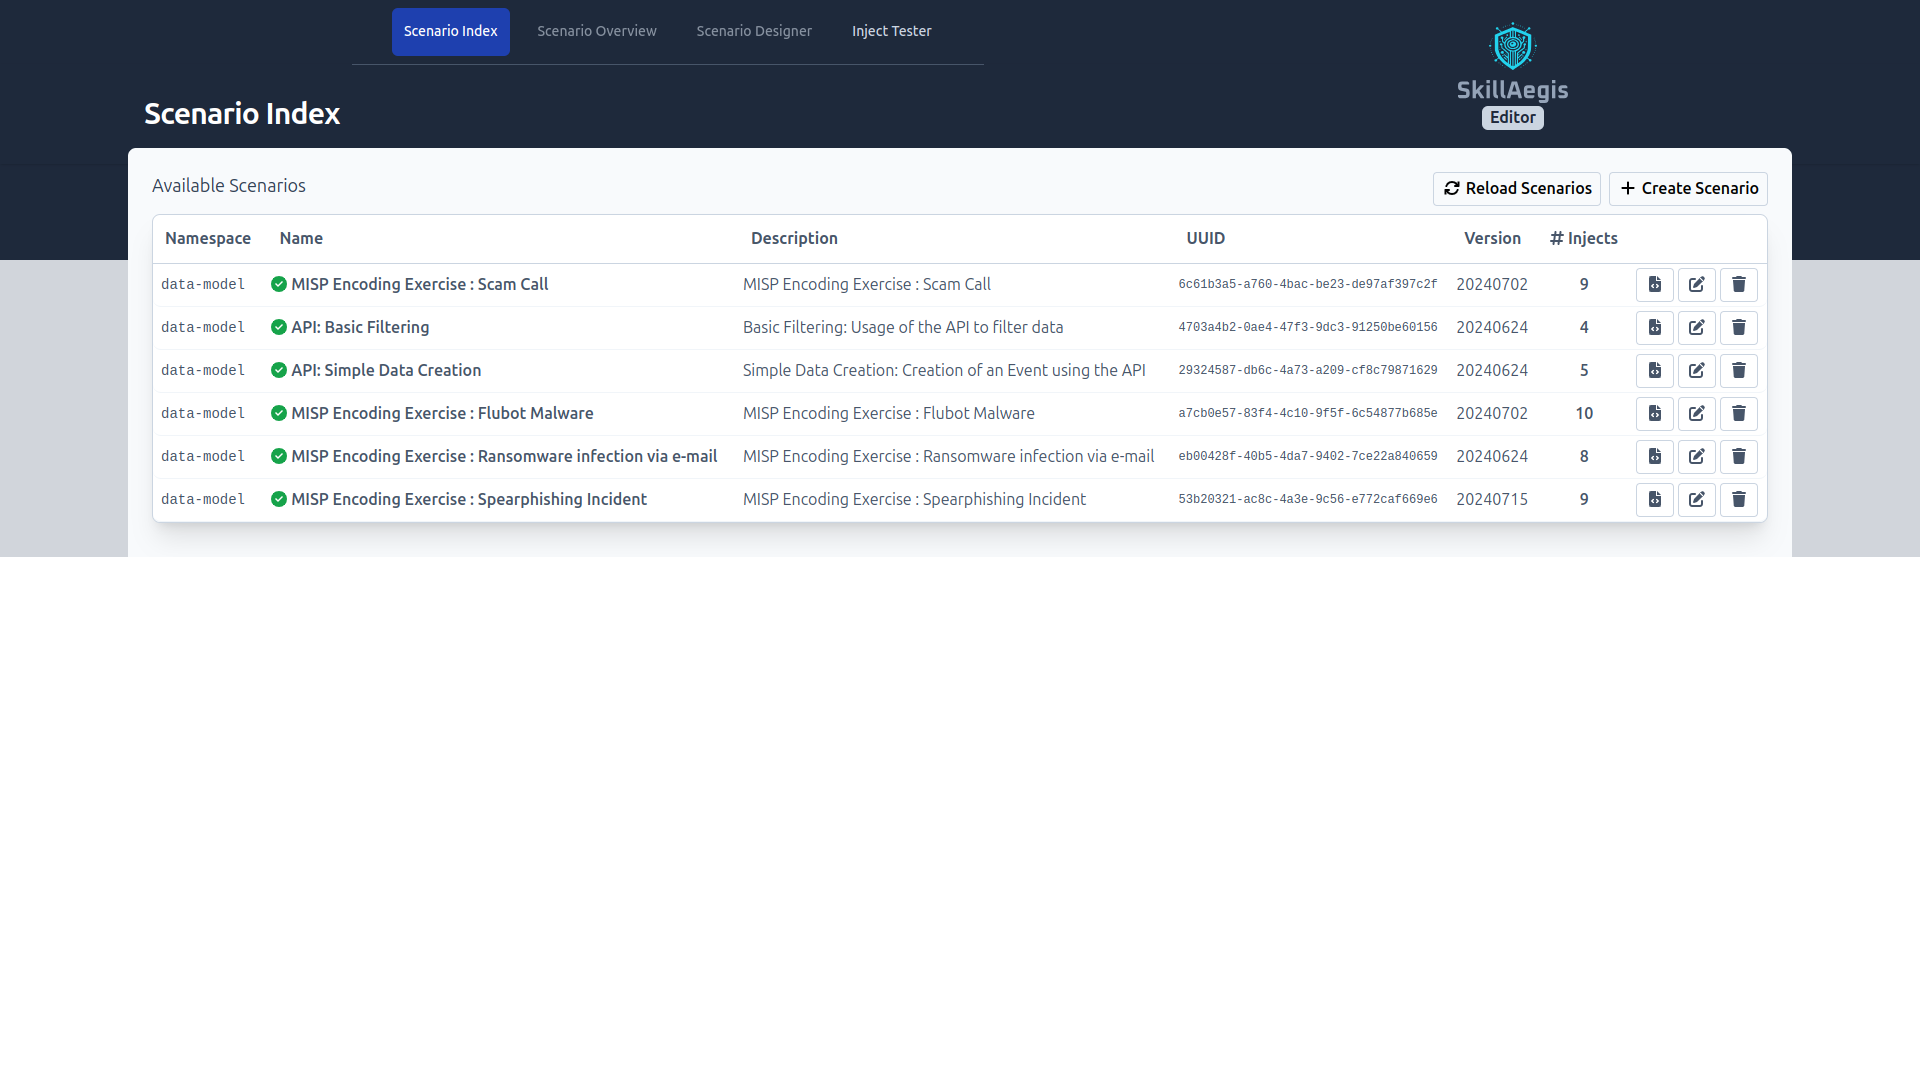 Scenario Index Scenario Overview Scenario Designer Inject Tester
SkillAegis
Editor
Scenario Index
Available Scenarios
Reload Scenarios
Create Scenario
Namespace Name Description UUID Version # Injects
data-model MISP Encoding Exercise : Scam Call MISP Encoding Exercise : Scam Call 6c61b3a5-a760-4bac-be23-de97af397c2f 20240702 9
data-model API: Basic Filtering Basic Filtering: Usage of the API to filter data 4703a4b2-0ae4-47f3-9dc3-91250be60156 20240624 4
data-model API: Simple Data Creation Simple Data Creation: Creation of an Event using the API 29324587-db6c-4a73-a209-cf8c79871629 20240624 5
data-model MISP Encoding Exercise : Flubot Malware MISP Encoding Exercise : Flubot Malware a7cb0e57-83f4-4c10-9f5f-6c54877b685e 20240702 10
data-model MISP Encoding Exercise : Ransomware infection via e-mail MISP Encoding Exercise : Ransomware infection via e-mail eb00428f-40b5-4da7-9402-7ce22a840659 20240624 8
data-model MISP Encoding Exercise : Spearphishing Incident MISP Encoding Exercise : Spearphishing Incident 53b20321-ac8c-4a3e-9c56-e772caf669e6 20240715 9